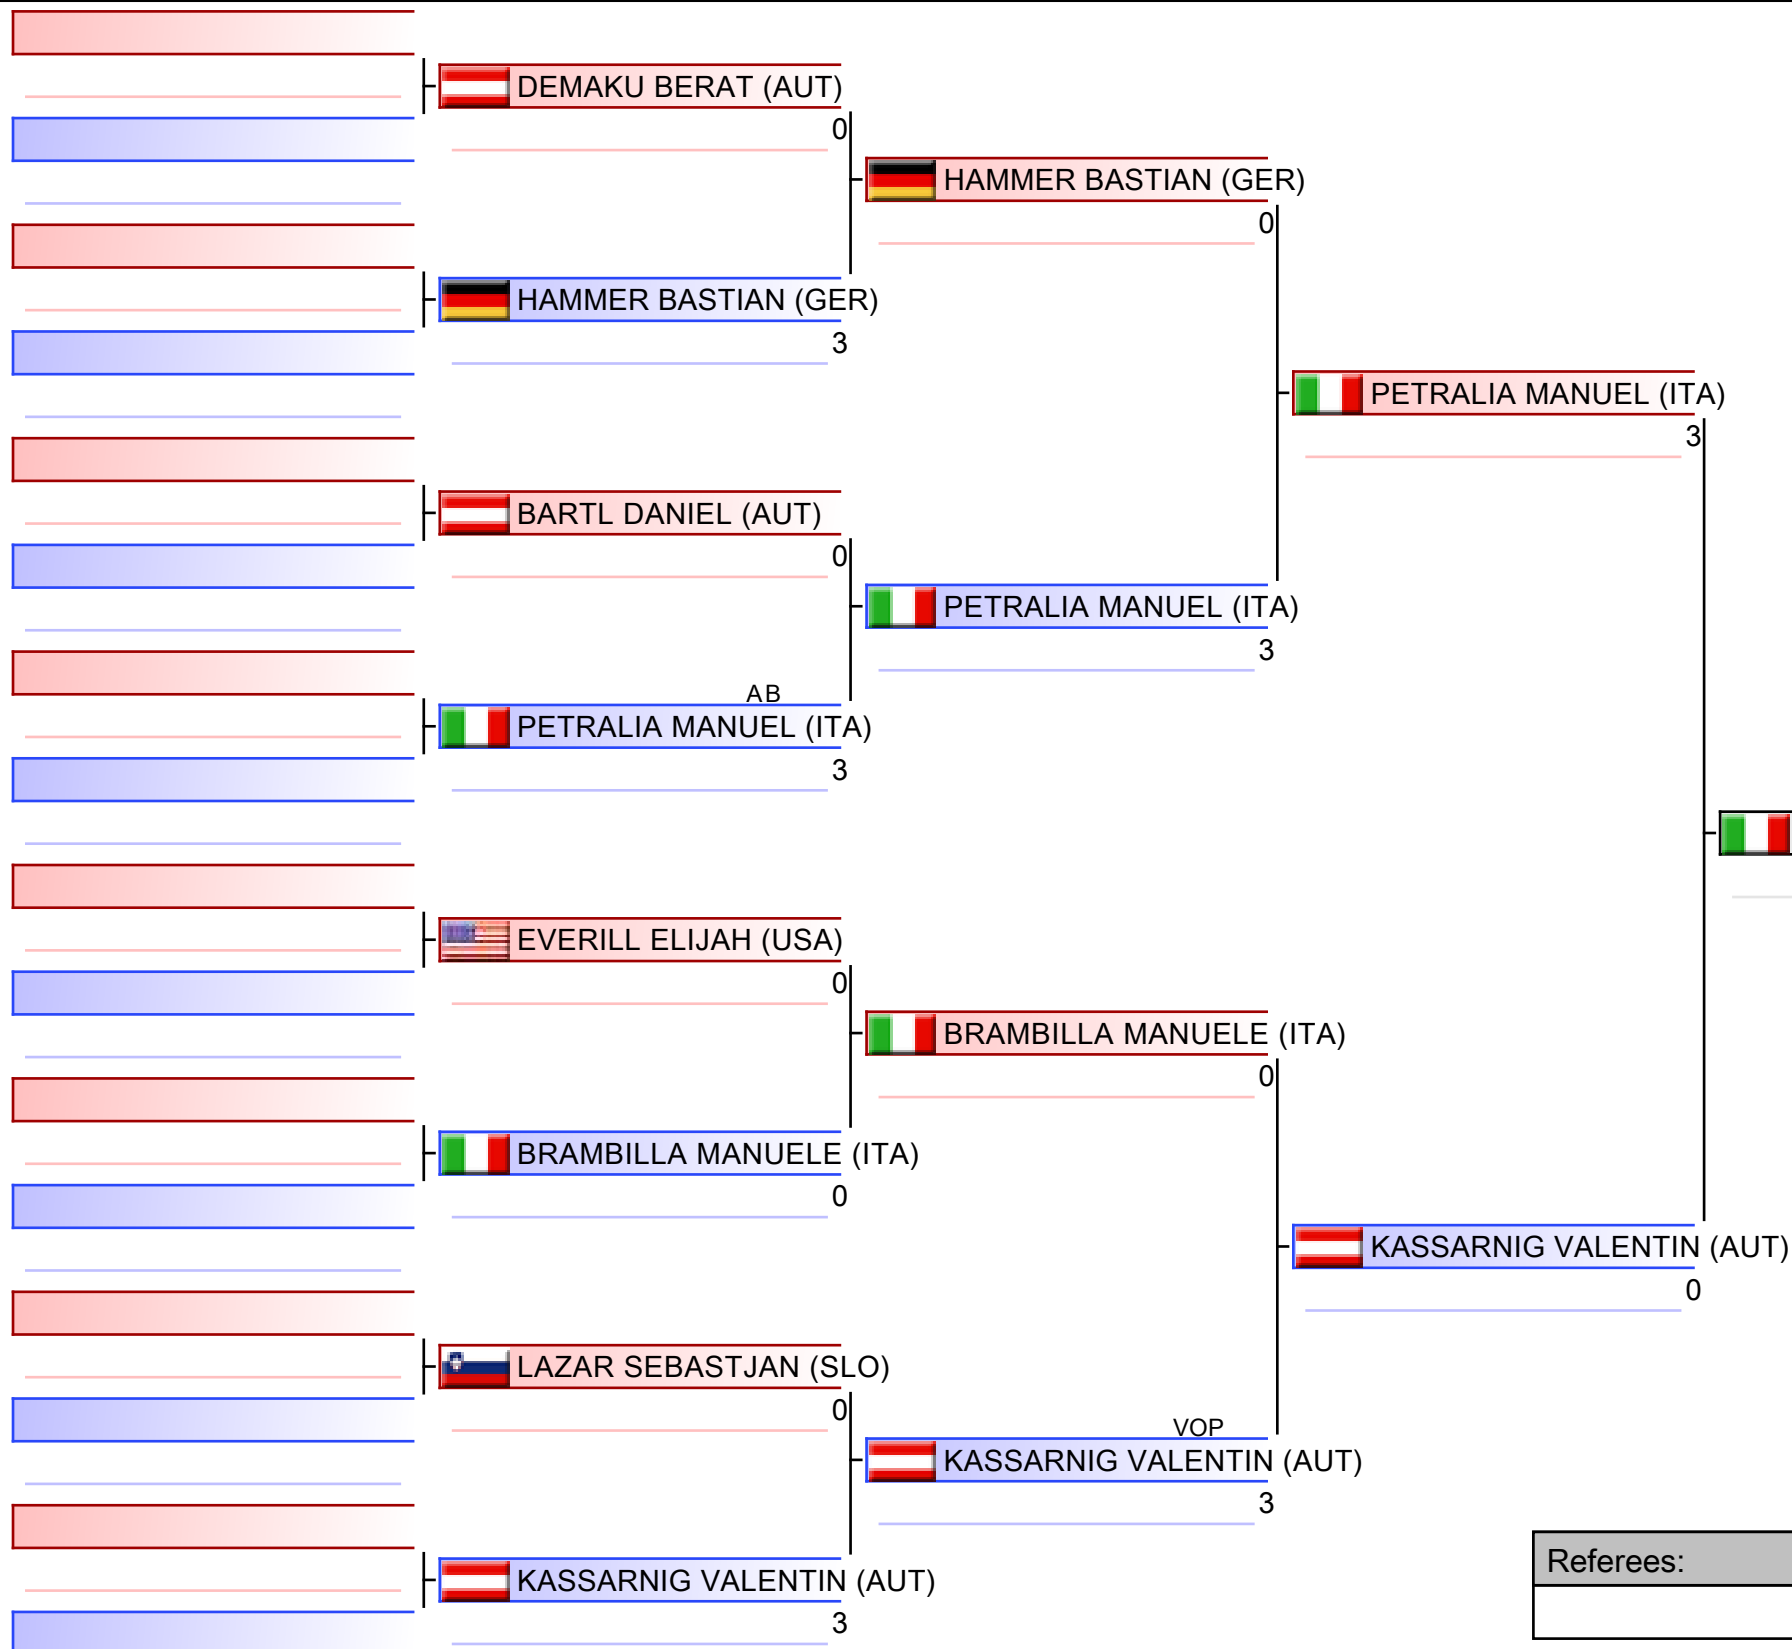 DEMAKU BERAT (AUT)
0
HAMMER BASTIAN (GER)
0
HAMMER BASTIAN (GER)
3
PETRALIA MANUEL (ITA)
3
BARTL DANIEL (AUT)
0
PETRALIA MANUEL (ITA)
3
AB
PETRALIA MANUEL (ITA)
3
EVERILL ELIJAH (USA)
0
BRAMBILLA MANUELE (ITA)
0
BRAMBILLA MANUELE (ITA)
0
KASSARNIG VALENTIN (AUT)
0
LAZAR SEBASTJAN (SLO)
0
VOP
KASSARNIG VALENTIN (AUT)
3
KASSARNIG VALENTIN (AUT)
3
Referees: